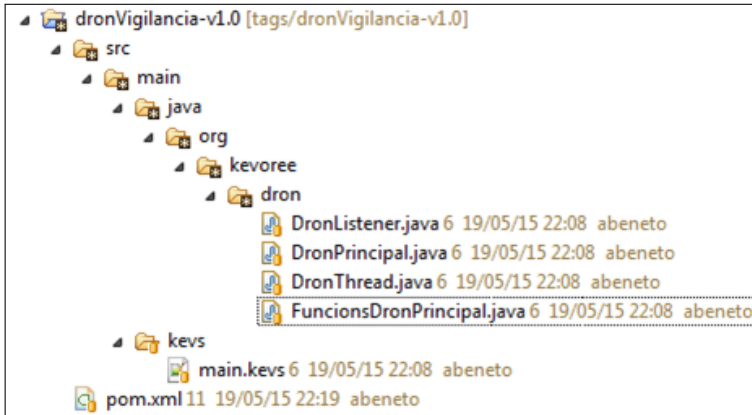 dronVigilancia-v1.0 [tags/dronVigilancia-v1.0]
src
main
java
org
kevoree
dron
DronListener.java 6 19/05/15 22:08 abeneto
DronPrincipal.java 6 19/05/15 22:08 abeneto
DronThread.java 6 19/05/15 22:08 abeneto
FuncionsDronPrincipal.java 6 19/05/15 22:08 abeneto
kevs
main.kevs 6 19/05/15 22:08 abeneto
pom.xml 11 19/05/15 22:19 abeneto